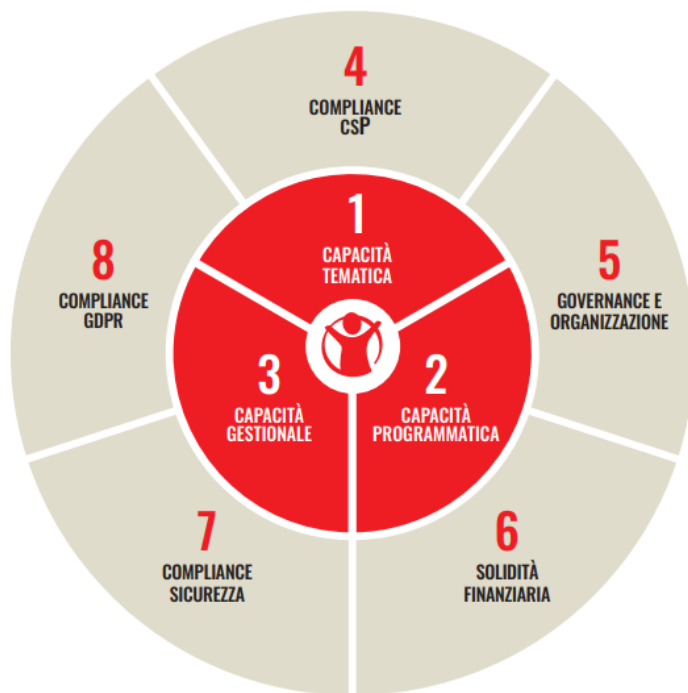 4
COMPLIANCE
CSP
1
CAPACITÀ
TEMATICA
8
COMPLIANCE
GDPR
5
GOVERNANCE E
ORGANIZZAZIONE
3
CAPACITÀ
GESTIONALE
2
CAPACITÀ
PROGRAMMATICA
7
COMPLIANCE
SICUREZZA
6
SOLIDITÀ
FINANZIARIA